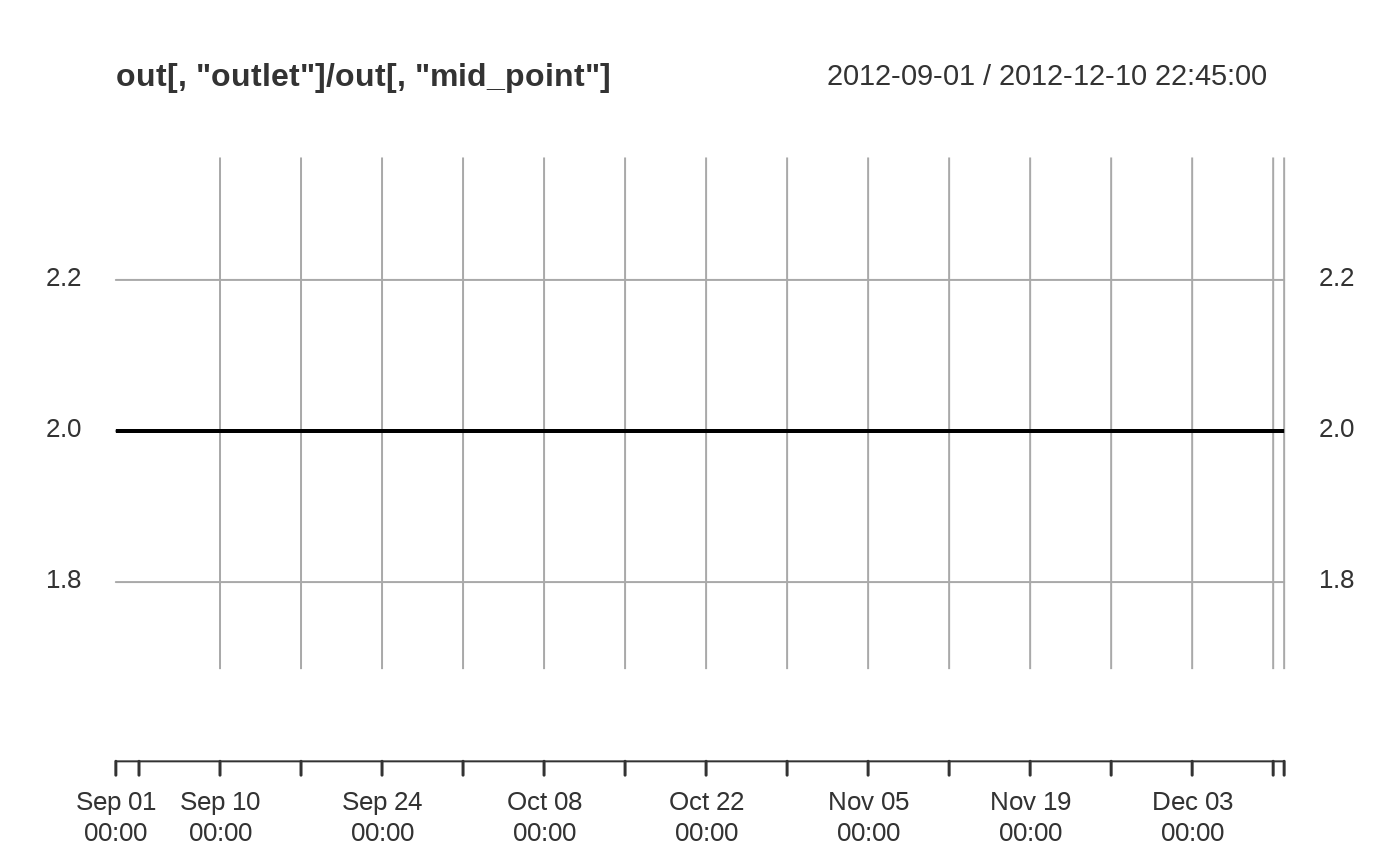 out[, "outlet"]/out[, "mid_point"] 2012-09-01 / 2012-12-10 22:45:00
2.2 2.2
2.0 2.0
1.8 1.8
Sep 01 Sep 10 Sep 24 Oct 08 Oct 22 Nov 05 Nov 19 Dec 03
00:00 00:00 00:00 00:00 00:00 00:00 00:00 00:00